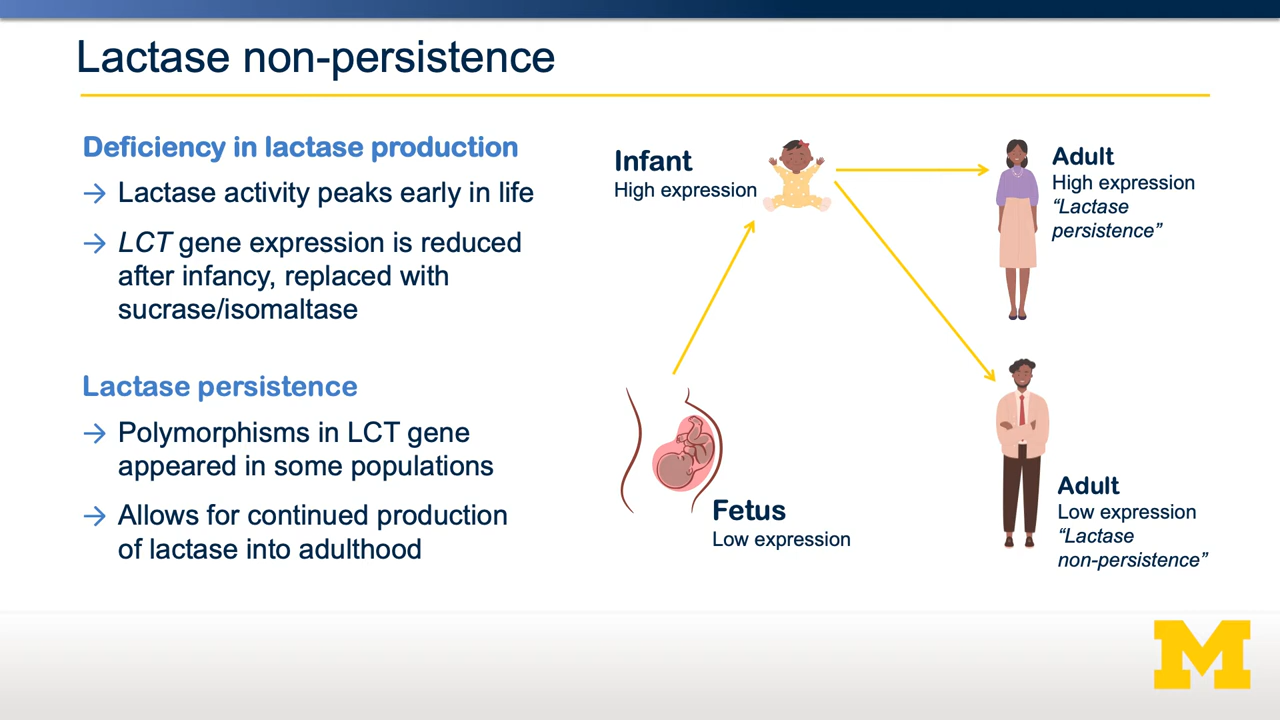 Lactase non-persistence
Deficiency in lactase production
→ Lactase activity peaks early in life
→ LCT gene expression is reduced
after infancy, replaced with
sucrase/isomaltase
Lactase persistence
→ Polymorphisms in LCT gene
appeared in some populations
→ Allows for continued production
of lactase into adulthood
Infant
High expression
Adult
High expression
“Lactase
persistence”
Fetus
Low expression
Adult
Low expression
“Lactase
non-persistence”
M